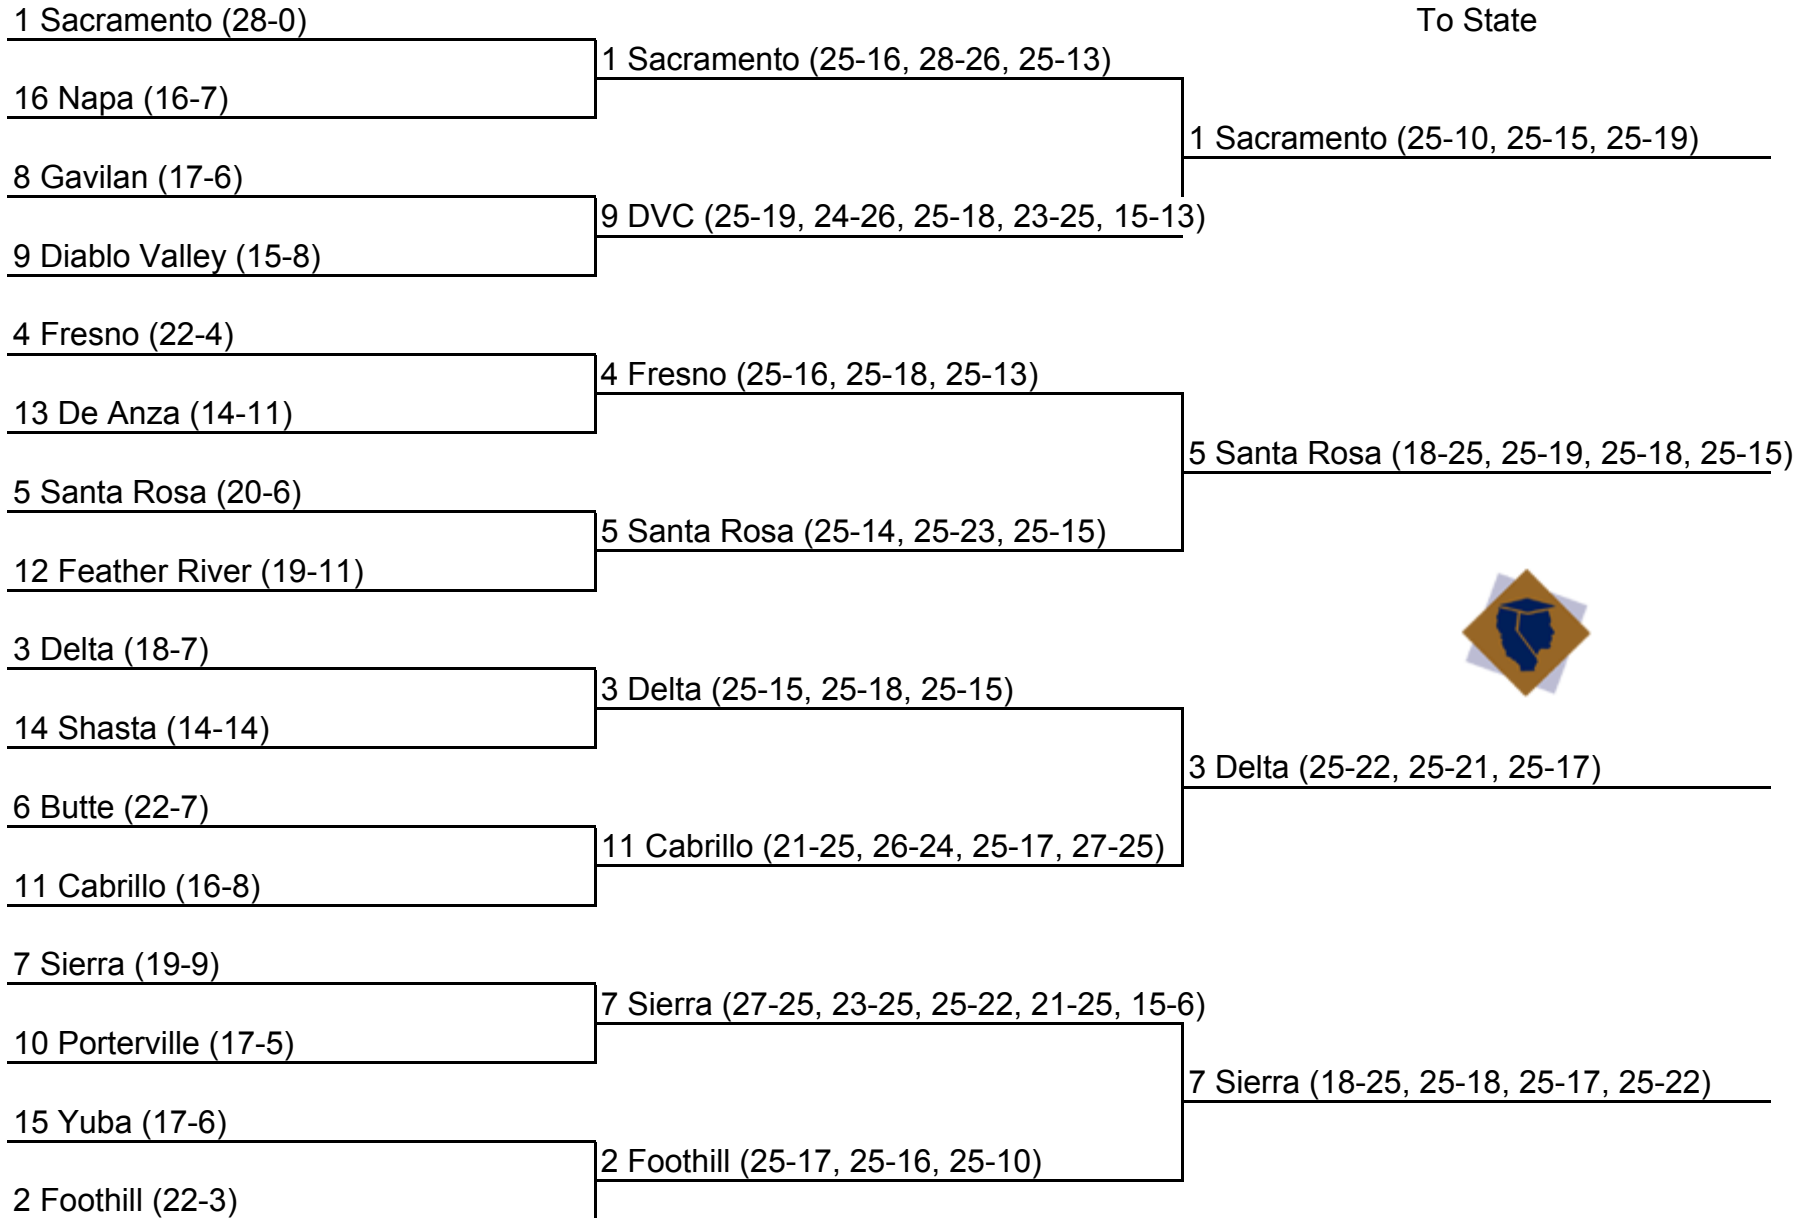 1 Sacramento (28-0)
To State
1 Sacramento (25-16, 28-26, 25-13)
16 Napa (16-7)
1 Sacramento (25-10, 25-15, 25-19)
8 Gavilan (17-6)
9 DVC (25-19, 24-26, 25-18, 23-25, 15-13)
9 Diablo Valley (15-8)
4 Fresno (22-4)
4 Fresno (25-16, 25-18, 25-13)
13 De Anza (14-11)
5 Santa Rosa (18-25, 25-19, 25-18, 25-15)
5 Santa Rosa (20-6)
5 Santa Rosa (25-14, 25-23, 25-15)
12 Feather River (19-11)
3 Delta (18-7)
3 Delta (25-15, 25-18, 25-15)
14 Shasta (14-14)
3 Delta (25-22, 25-21, 25-17)
6 Butte (22-7)
11 Cabrillo (21-25, 26-24, 25-17, 27-25)
11 Cabrillo (16-8)
7 Sierra (19-9)
7 Sierra (27-25, 23-25, 25-22, 21-25, 15-6)
10 Porterville (17-5)
7 Sierra (18-25, 25-18, 25-17, 25-22)
15 Yuba (17-6)
2 Foothill (25-17, 25-16, 25-10)
2 Foothill (22-3)